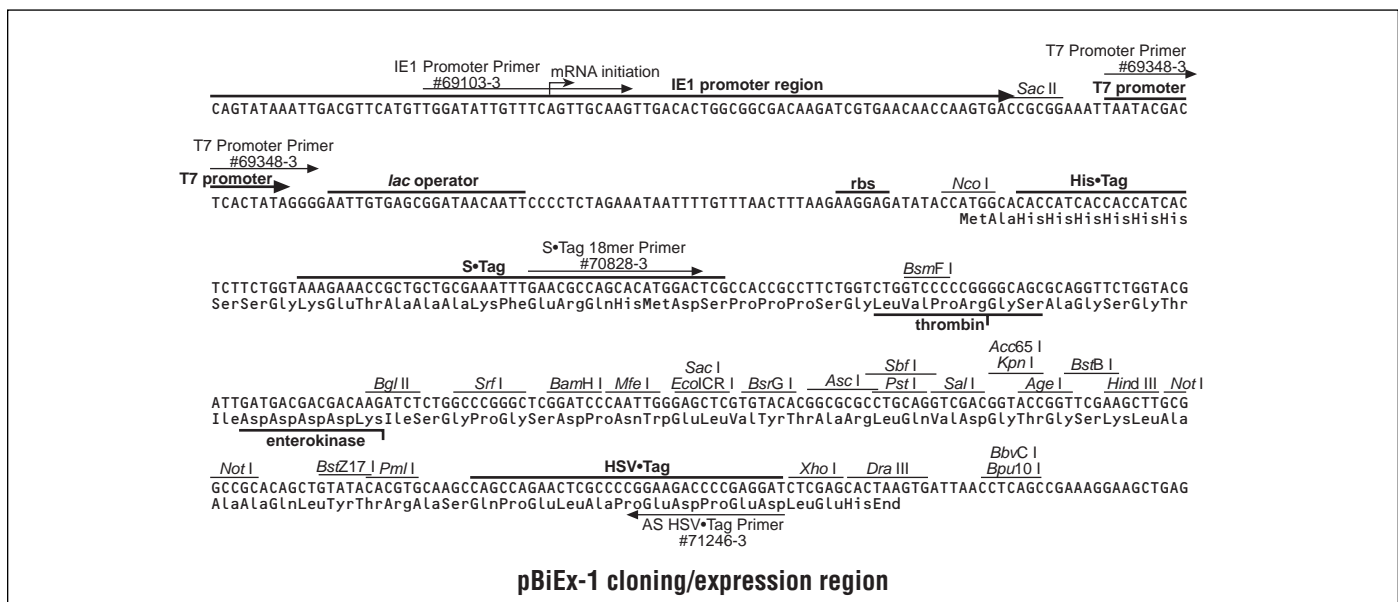 T7 Promoter Primer
#69348-3
IE1 Promoter Primer
#69103-3
mRNA initiation
IE1 promoter region
Sac II
T7 promoter
CAGTATAAATTGACGTTCATGTTGGATATTGTTTCAGTTGCAAGTTGACACTGGCGGCGACAAGATCGTGAACAACCAAGTGACCGCGGAAATTAATACGAC
T7 Promoter Primer
#69348-3
T7 promoter
lac operator
rbs
Nco I
His•Tag
TCACTATAGGGGAATTGTGAGCGGATAACAATTCCCCTCTAGAAATAATTTTGTTTAACTTTAAGAAGGAGATATACCATGGCACACCATCACCACCATCAC
MetAlaHisHisHisHisHisHis
S•Tag 18mer Primer
#70828-3
S•Tag
BsmF I
TCTTCTGGTAAAGAAACCGCTGCTGCGAAATTTGAACGCCAGCACATGGACTCGCCACCGCCTTCTGGTCTGGTCCCCCGGGGCAGCGCAGGTTCTGGTACG
SerSerGlyLysGluThrAlaAlaAlaLysPheGluArgGlnHisMetAspSerProProProSerGlyLeuValProArgGlySerAlaGlySerGlyThr
thrombin
Acc65 I
Sac I
Sbf I
Kpn I
BstB I
Bgl II
Srf I
BamH I
Mfe I
EcoICR I
BsrG I
Asc I
Pst I
Sal I
Age I
Hind III
Not I
ATTGATGACGACGACAAGATCTCTGGCCCGGGCTCGGATCCCAATTGGGAGCTCGTGTACACGGCGCGCCTGCAGGTCGACGGTACCGGTTCGAAGCTTGCG
IleAspAspAspAspLysIleSerGlyProGlySerAspProAsnTrpGluLeuValTyrThrAlaArgLeuGlnValAspGlyThrGlySerLysLeuAla
enterokinase
BbvC I
Not I
BstZ17 I
Pml I
HSV•Tag
Xho I
Dra III
Bpu10 I
GCCGCACAGCTGTATACACGTGCAAGCCAGCCAGAACTCGCCCCGGAAGACCCCGAGGATCTCGAGCACTAAGTGATTAACCTCAGCCGAAAGGAAGCTGAG
AlaAlaGlnLeuTyrThrArgAlaSerGlnProGluLeuAlaProGluAspProGluAspLeuGluHisEnd
AS HSV•Tag Primer
#71246-3
pBiEx-1 cloning/expression region